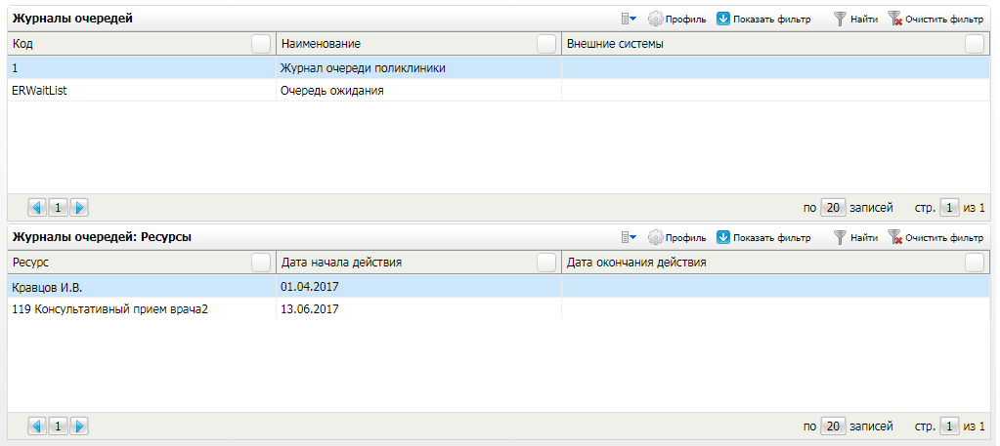 Журналы очередей Профиль Показать фильтр Найти Очистить фильтр
Код Наименование Внешние системы
1 Журнал очереди поликлиники
ERWaitList Очередь ожидания
1 по 20 записей стр. 1 из 1
Журналы очередей: Ресурсы Профиль Показать фильтр Найти Очистить фильтр
Ресурс Дата начала действия Дата окончания действия
Кравцов И.В. 01.04.2017
119 Консультативный прием врача2 13.06.2017
1 по 20 записей стр. 1 из 1